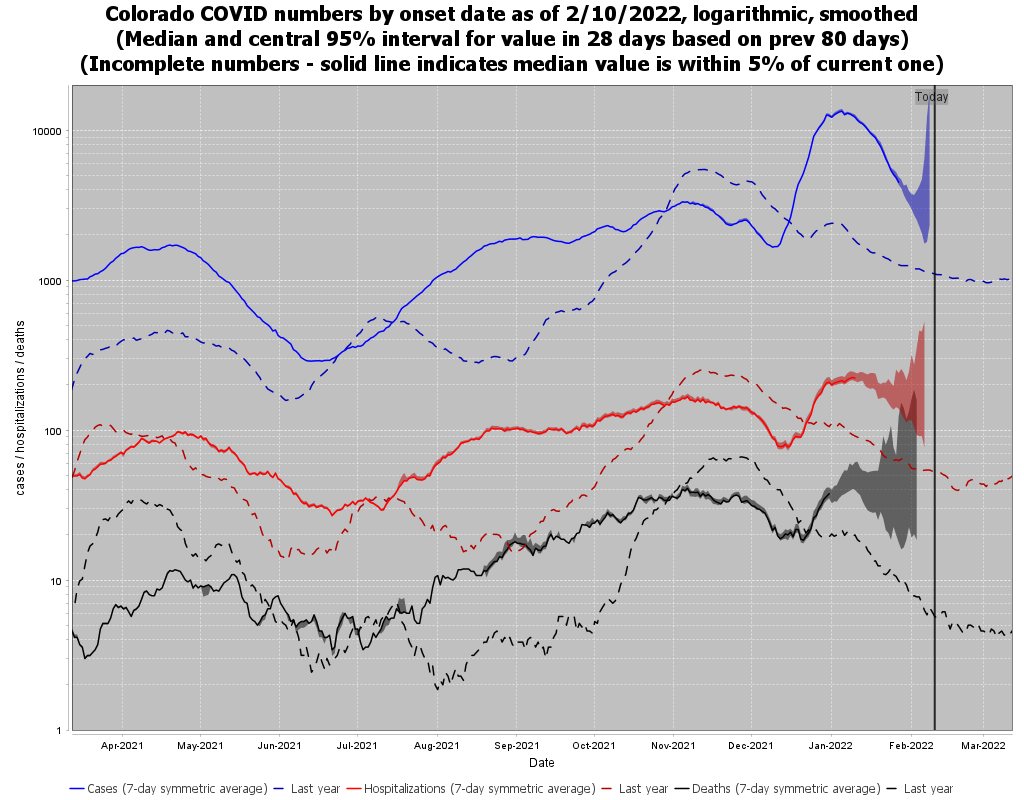 Colorado COVID numbers by onset date as of 2/10/2022, logarithmic, smoothed
(Median and central 95% interval for value in 28 days based on prev 80 days)
(Incomplete numbers - solid line indicates median value is within 5% of current one)
Today
10000
1000
100
10
1
cases / hospitalizations / deaths
Apr-2021 May-2021 Jun-2021 Jul-2021 Aug-2021 Sep-2021 Oct-2021 Nov-2021 Dec-2021 Jan-2022 Feb-2022 Mar-2022
Date
Cases (7-day symmetric average) Last year Hospitalizations (7-day symmetric average) Last year Deaths (7-day symmetric average) Last year